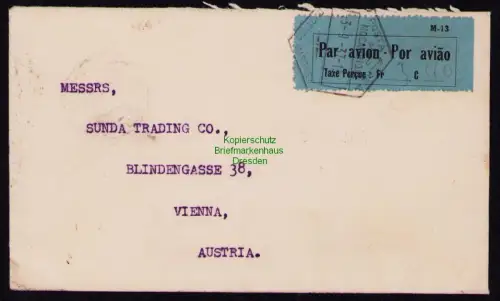 M-13
Par avion - Por avião
Taxe Perçue: Fr C
MESSRS,
SUNDA TRADING CO.,
BLINDENGASSE 38,
VIENNA,
AUSTRIA.
Kopierschutz
Briefmarkenhaus
Dresden